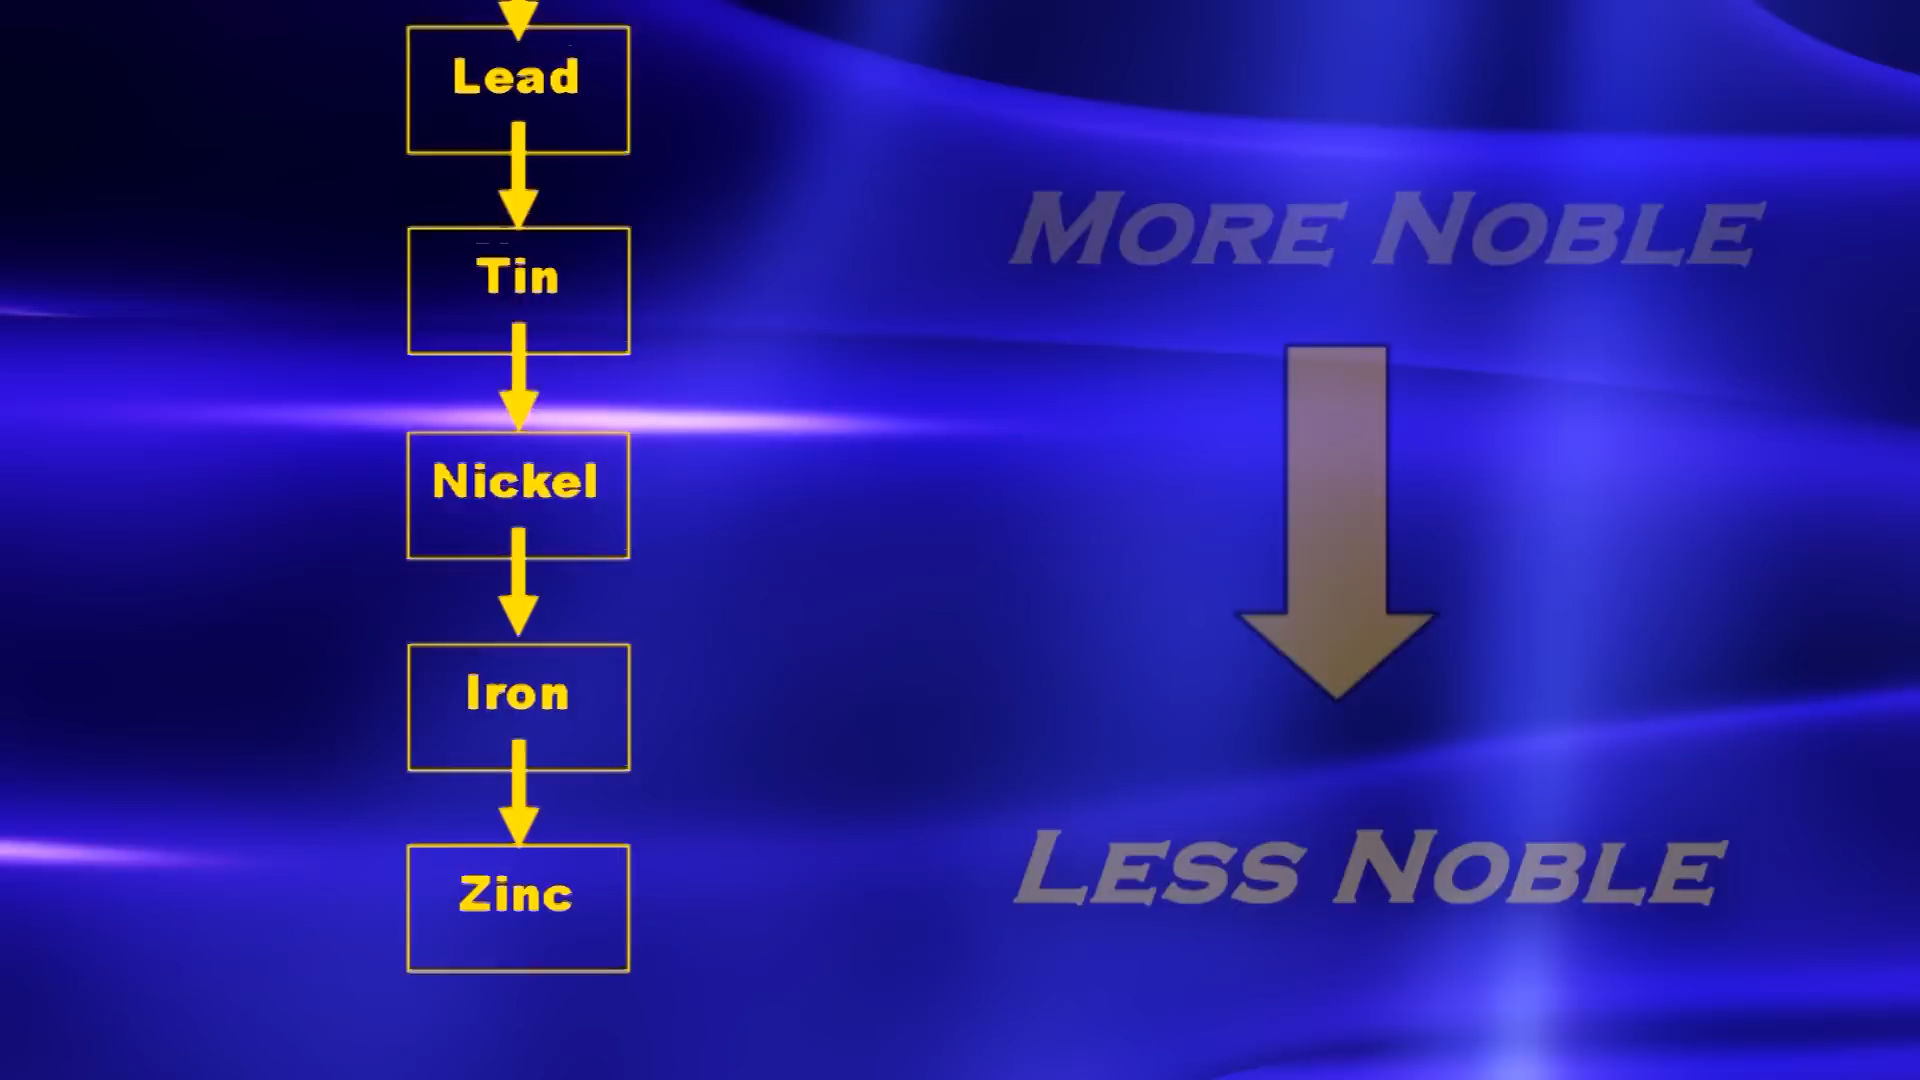 Lead
Tin
Nickel
Iron
Zinc
MORE NOBLE
LESS NOBLE